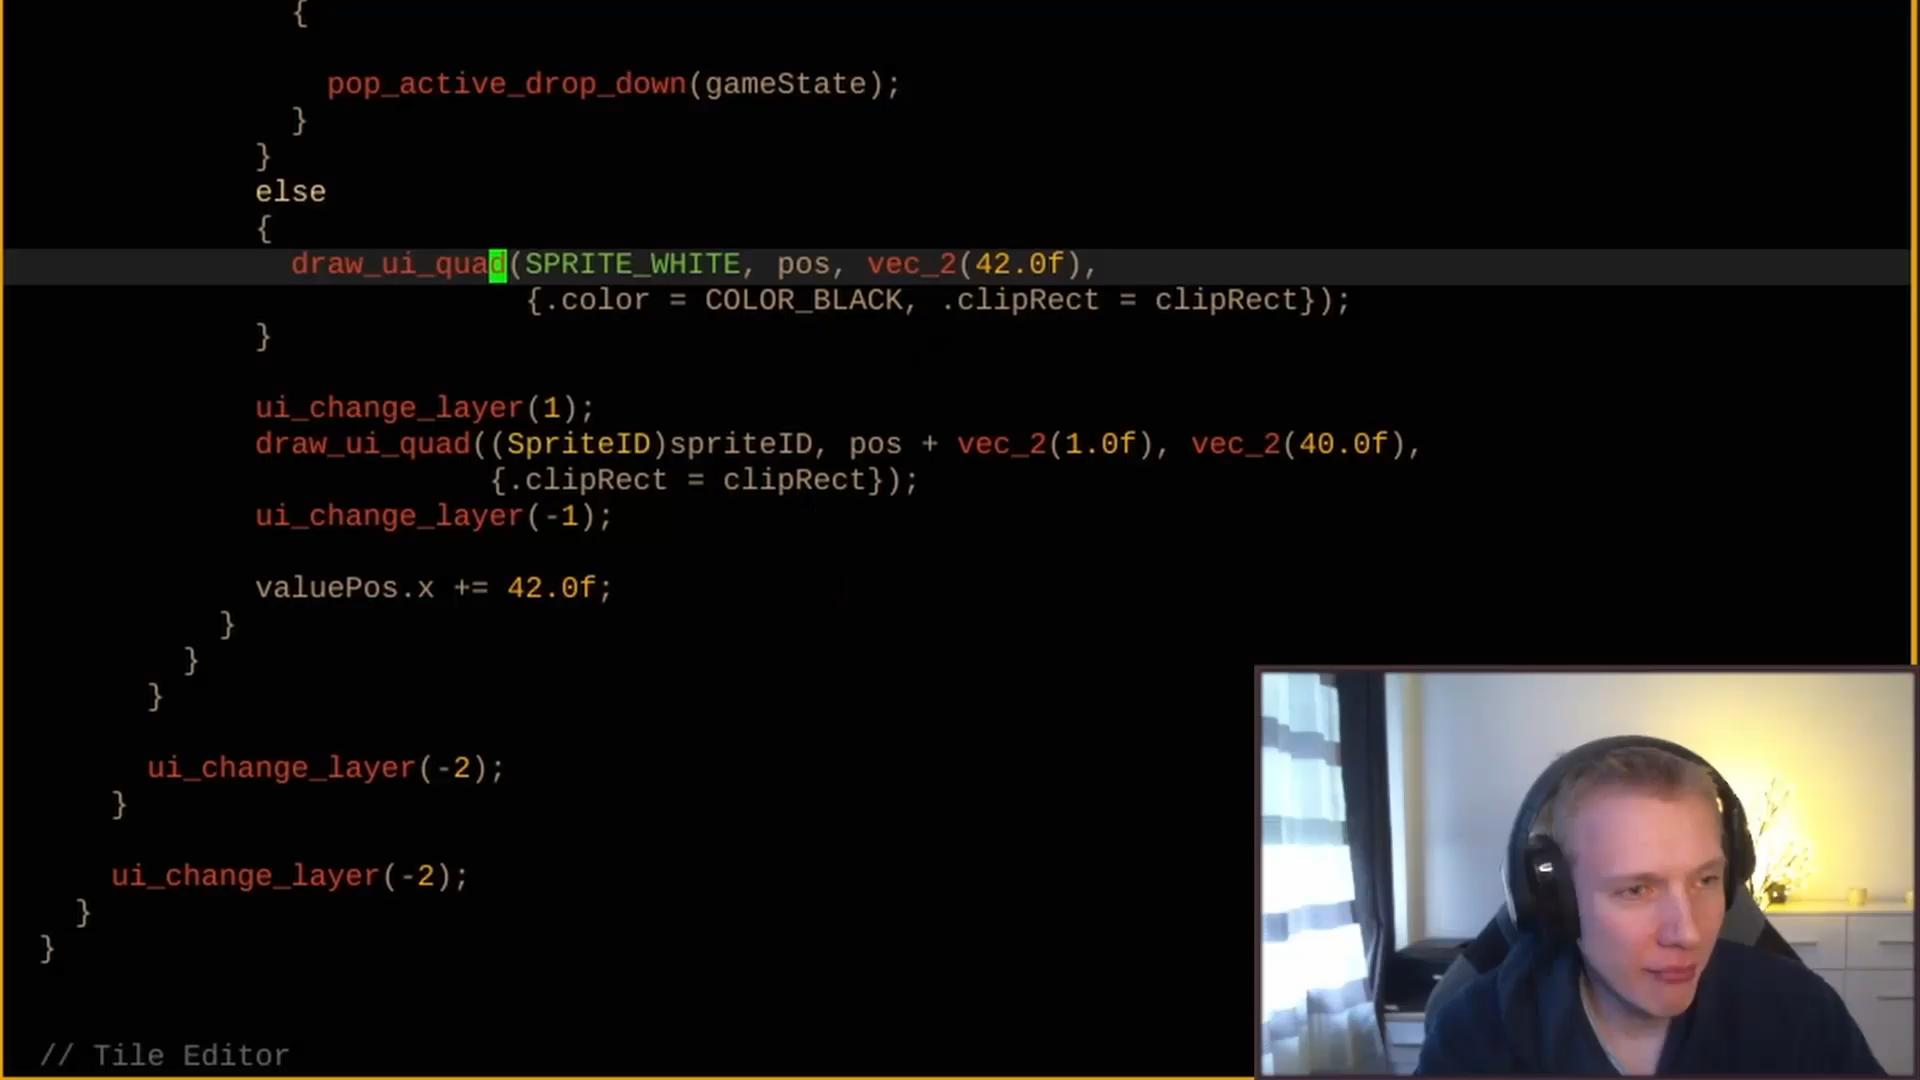 {
pop_active_drop_down(gameState);
}
}
else
{
draw_ui_quad(SPRITE_WHITE, pos, vec_2(42.0f),
{.color = COLOR_BLACK, .clipRect = clipRect});
}
ui_change_layer(1);
draw_ui_quad((SpriteID)spriteID, pos + vec_2(1.0f), vec_2(40.0f),
{.clipRect = clipRect});
ui_change_layer(-1);
valuePos.x += 42.0f;
}
}
}
ui_change_layer(-2);
}
ui_change_layer(-2);
}
}
// Tile Editor